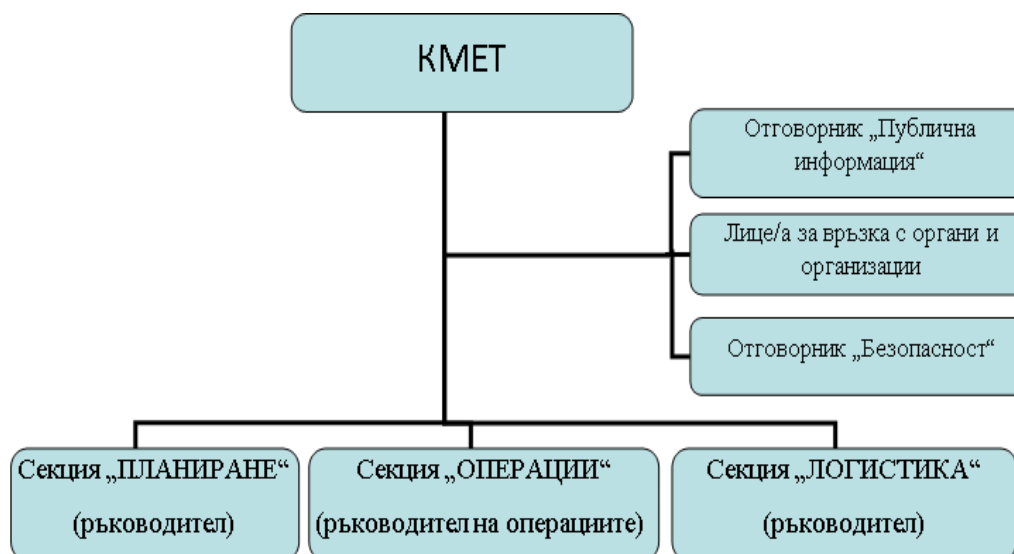 КМЕТ
Отговорник „Публична
информация“
Лице/а за връзка с органи и
организации
Отговорник „Безопасност“
Секция „ПЛАНИРАНЕ“
(ръководител)
Секция „ОПЕРАЦИИ“
(ръководител на операциите)
Секция „ЛОГИСТИКА“
(ръководител)